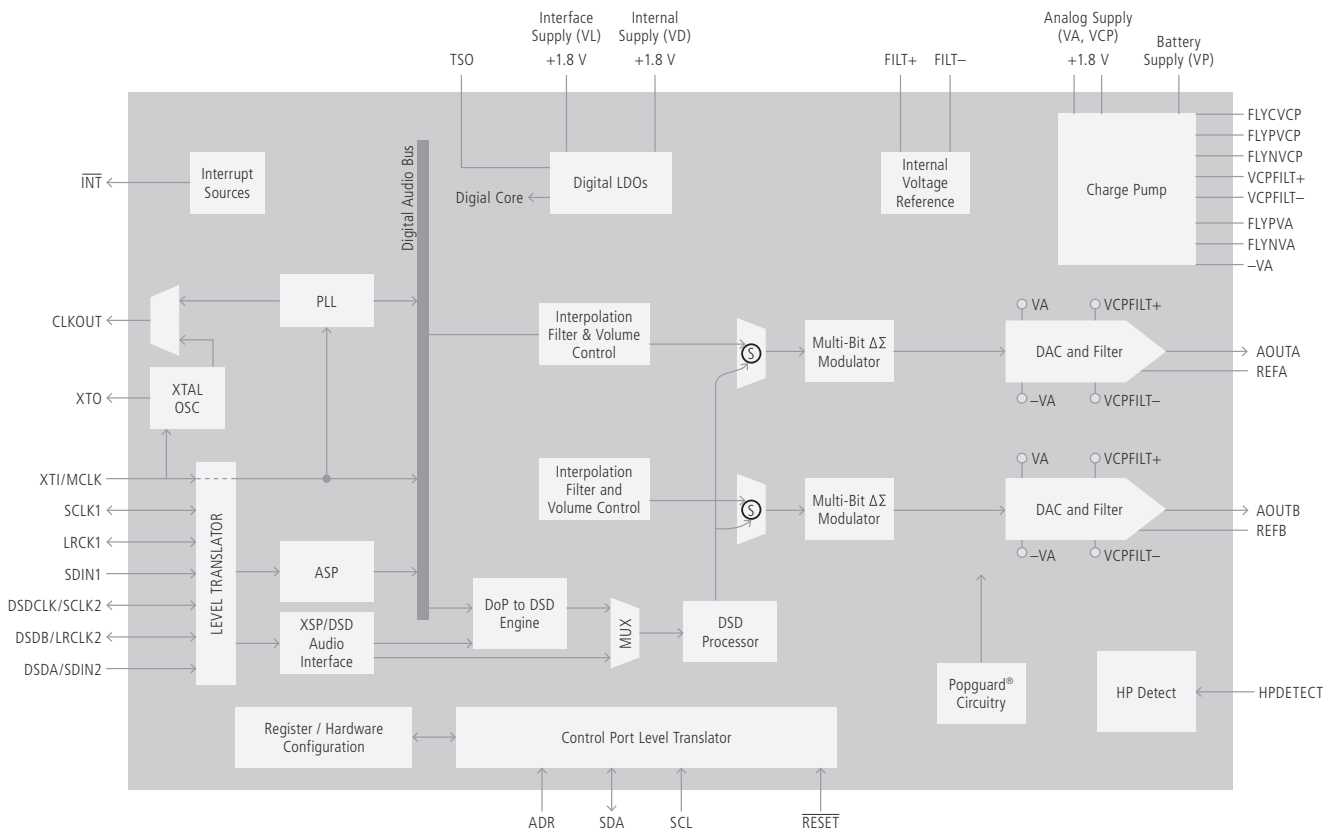 Interface
Supply (VL)
+1.8 V
Internal
Supply (VD)
+1.8 V
Analog Supply
(VA, VCP)
+1.8 V
Battery
Supply (VP)
TSO
FILT+
FILT–
FLYCVCP
FLYPVCP
FLYNVCP
VCPFILT+
VCPFILT–
FLYPVA
FLYNVA
–VA
Charge Pump
INT
Interrupt
Sources
Digital Audio Bus
Digital LDOs
Digial Core
Internal
Voltage
Reference
CLKOUT
PLL
XTO
XTAL
OSC
Interpolation
Filter & Volume
Control
S
Multi-Bit ΔΣ
Modulator
VA
VCPFILT+
DAC and Filter
–VA
VCPFILT–
AOUTA
REFA
XTI/MCLK
SCLK1
LRCK1
SDIN1
DSDCLK/SCLK2
DSDB/LRCLK2
DSDA/SDIN2
LEVEL TRANSLATOR
ASP
XSP/DSD
Audio
Interface
Interpolation
Filter and
Volume Control
S
Multi-Bit ΔΣ
Modulator
VA
VCPFILT+
DAC and Filter
–VA
VCPFILT–
AOUTB
REFB
DoP to DSD
Engine
MUX
DSD
Processor
Popguard®
Circuitry
HP Detect
HPDETECT
Register / Hardware
Configuration
Control Port Level Translator
ADR
SDA
SCL
RESET